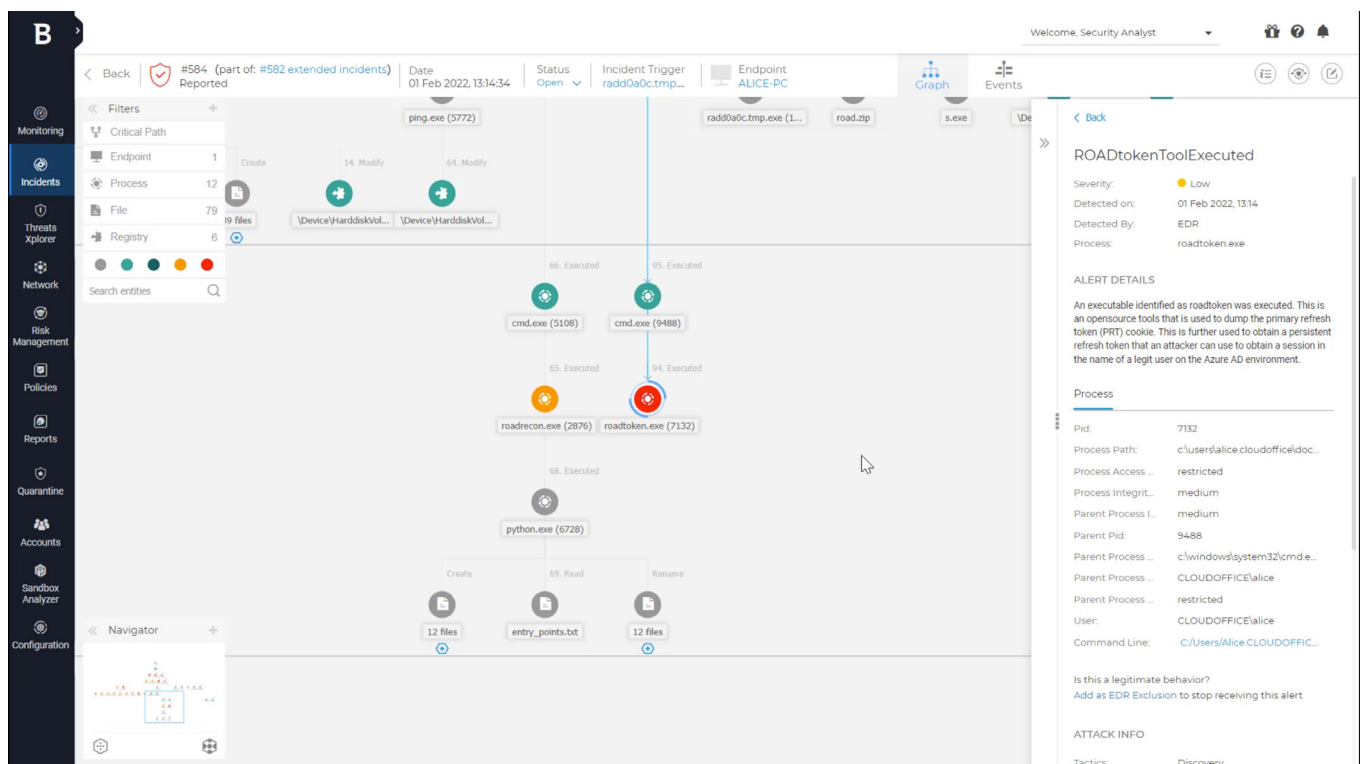 B
Welcome, Security Analyst
Back
#584 (part of: #582 extended incidents)
Reported
Date
01 Feb 2022, 13:14:34
Status
Open
Incident Trigger
radd0a0c.tmp....
Endpoint
ALICE-PC
Graph
Events
Monitoring
Incidents
Threats
Xplorer
Network
Risk
Management
Policies
Reports
Quarantine
Accounts
Sandbox
Analyzer
Configuration
Filters
Critical Path
Endpoint 1
Process 12
File 79
Registry 6
Search entities
ping.exe (5772)
radd0a0c.tmp.exe (1...
road.zip
s.exe
\De
Create
14. Modify
64. Modify
19 files
\Device\HarddiskVol...
\Device\HarddiskVol...
66. Executed
95. Executed
cmd.exe (5108)
cmd.exe (9488)
65. Executed
94. Executed
roadrecon.exe (2876)
roadtoken.exe (7132)
68. Executed
python.exe (6728)
Create
69. Read
Rename
12 files
entry_points.txt
12 files
Navigator
Back
ROADtokenToolExecuted
Severity: Low
Detected on: 01 Feb 2022, 13:14
Detected By: EDR
Process: roadtoken.exe
ALERT DETAILS
An executable identified as roadtoken was executed. This is
an opensource tools that is used to dump the primary refresh
token (PRT) cookie. This is further used to obtain a persistent
refresh token that an attacker can use to obtain a session in
the name of a legit user on the Azure AD environment.
Process
Pid: 7132
Process Path: c:\users\alice.cloudoffice\doc...
Process Access ... restricted
Process Integrit... medium
Parent Process I... medium
Parent Pid: 9488
Parent Process ... c:\windows\system32\cmd.e...
Parent Process ... CLOUDOFFICE\alice
Parent Process ... restricted
User: CLOUDOFFICE\alice
Command Line: C:/Users/Alice.CLOUDOFFIC...
Is this a legitimate behavior?
Add as EDR Exclusion to stop receiving this alert
ATTACK INFO
Tactics: Discovery